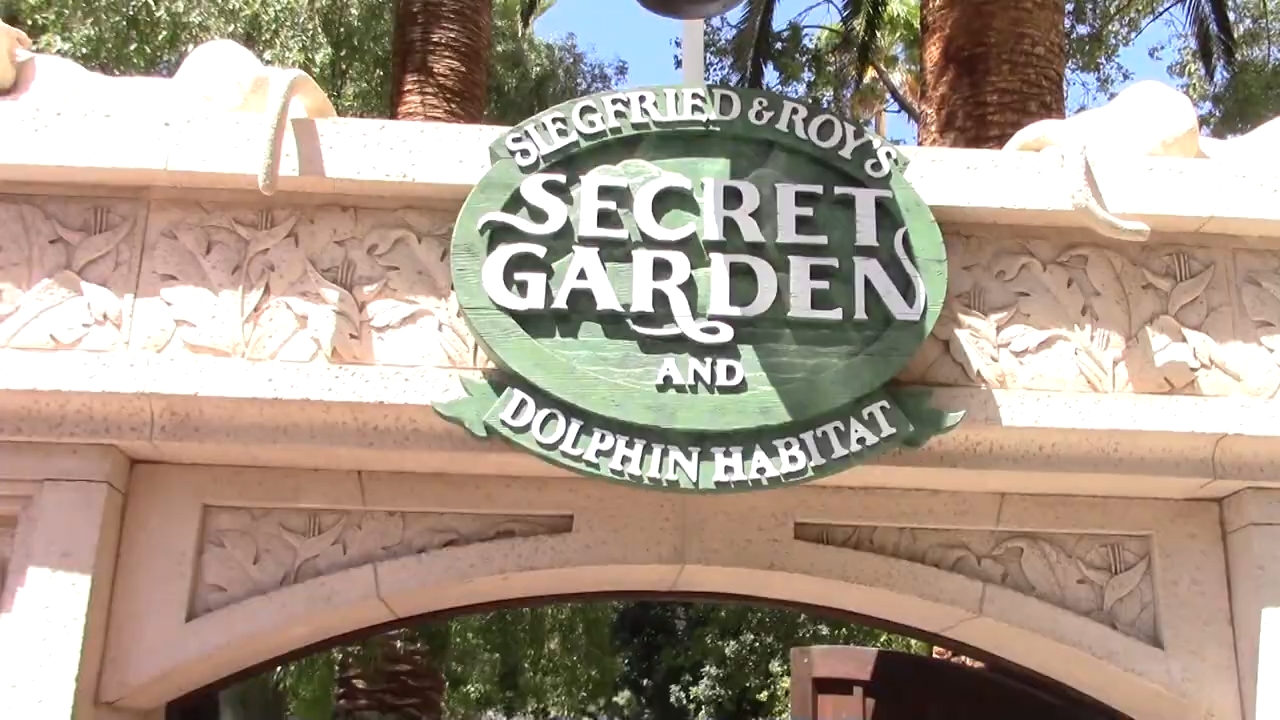 SIEGFRIED & ROY'S
SECRET
GARDEN
AND
DOLPHIN HABITAT